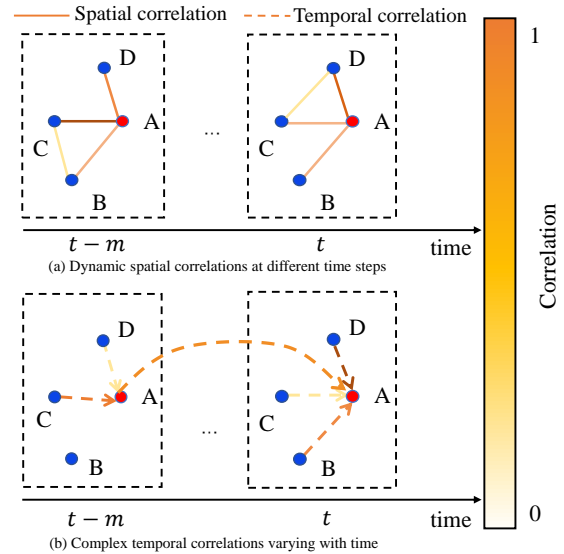 Spatial correlation Temporal correlation
D D
A A
C C
B B
...
t − m t time
(a) Dynamic spatial correlations at different time steps
D D
A A
C C
B B
...
t − m t time
(b) Complex temporal correlations varying with time
1
Correlation
0